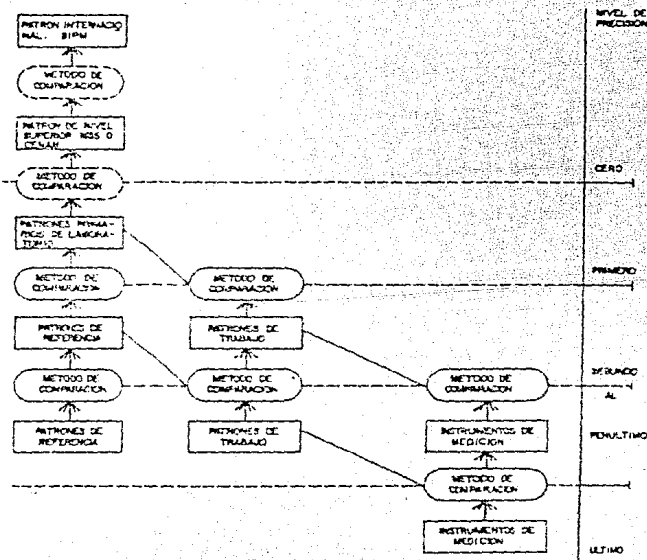 PATRON INTERNACIO
NAL. BIPM
NIVEL DE
PRECISION
METODO DE
COMPARACION
PATRON DE NIVEL
SUPERIOR NBS O
CENAM
METODO DE
COMPARACION
CERO
PATRONES PRIMA-
RIOS DE LABORA-
TORIO
METODO DE
COMPARACION
METODO DE
COMPARACION
PRIMERO
PATRONES DE
REFERENCIA
PATRONES DE
TRABAJO
METODO DE
COMPARACION
METODO DE
COMPARACION
METODO DE
COMPARACION
SEGUNDO
AL
PATRONES DE
REFERENCIA
PATRONES DE
TRABAJO
INSTRUMENTOS DE
MEDICION
PENULTIMO
METODO DE
COMPARACION
INSTRUMENTOS DE
MEDICION
ULTIMO